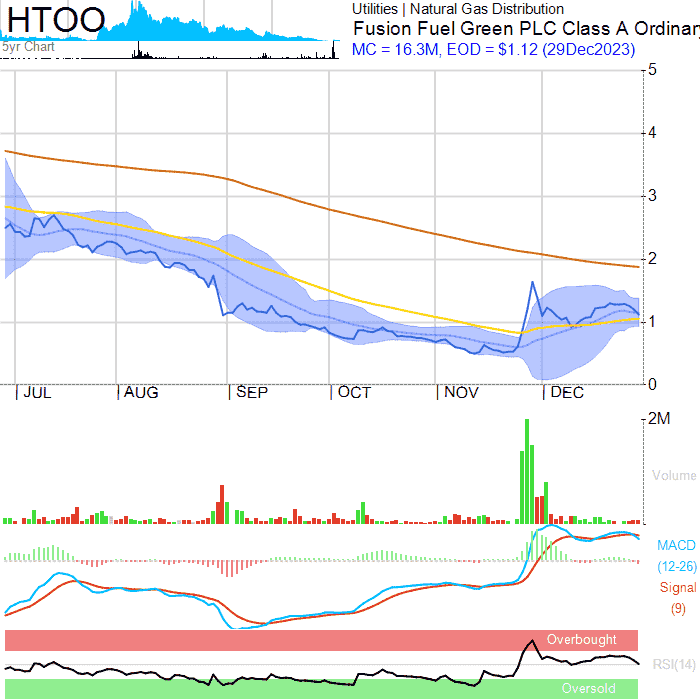 HTOO
5yr Chart
Utilities | Natural Gas Distribution
Fusion Fuel Green PLC Class A Ordinary
MC = 16.3M, EOD = $1.12 (29Dec2023)
5
4
3
2
1
0
JUL AUG SEP OCT NOV DEC
2M
Volume
MACD
(12-26)
Signal
(9)
Overbought
RSI(14)
Oversold